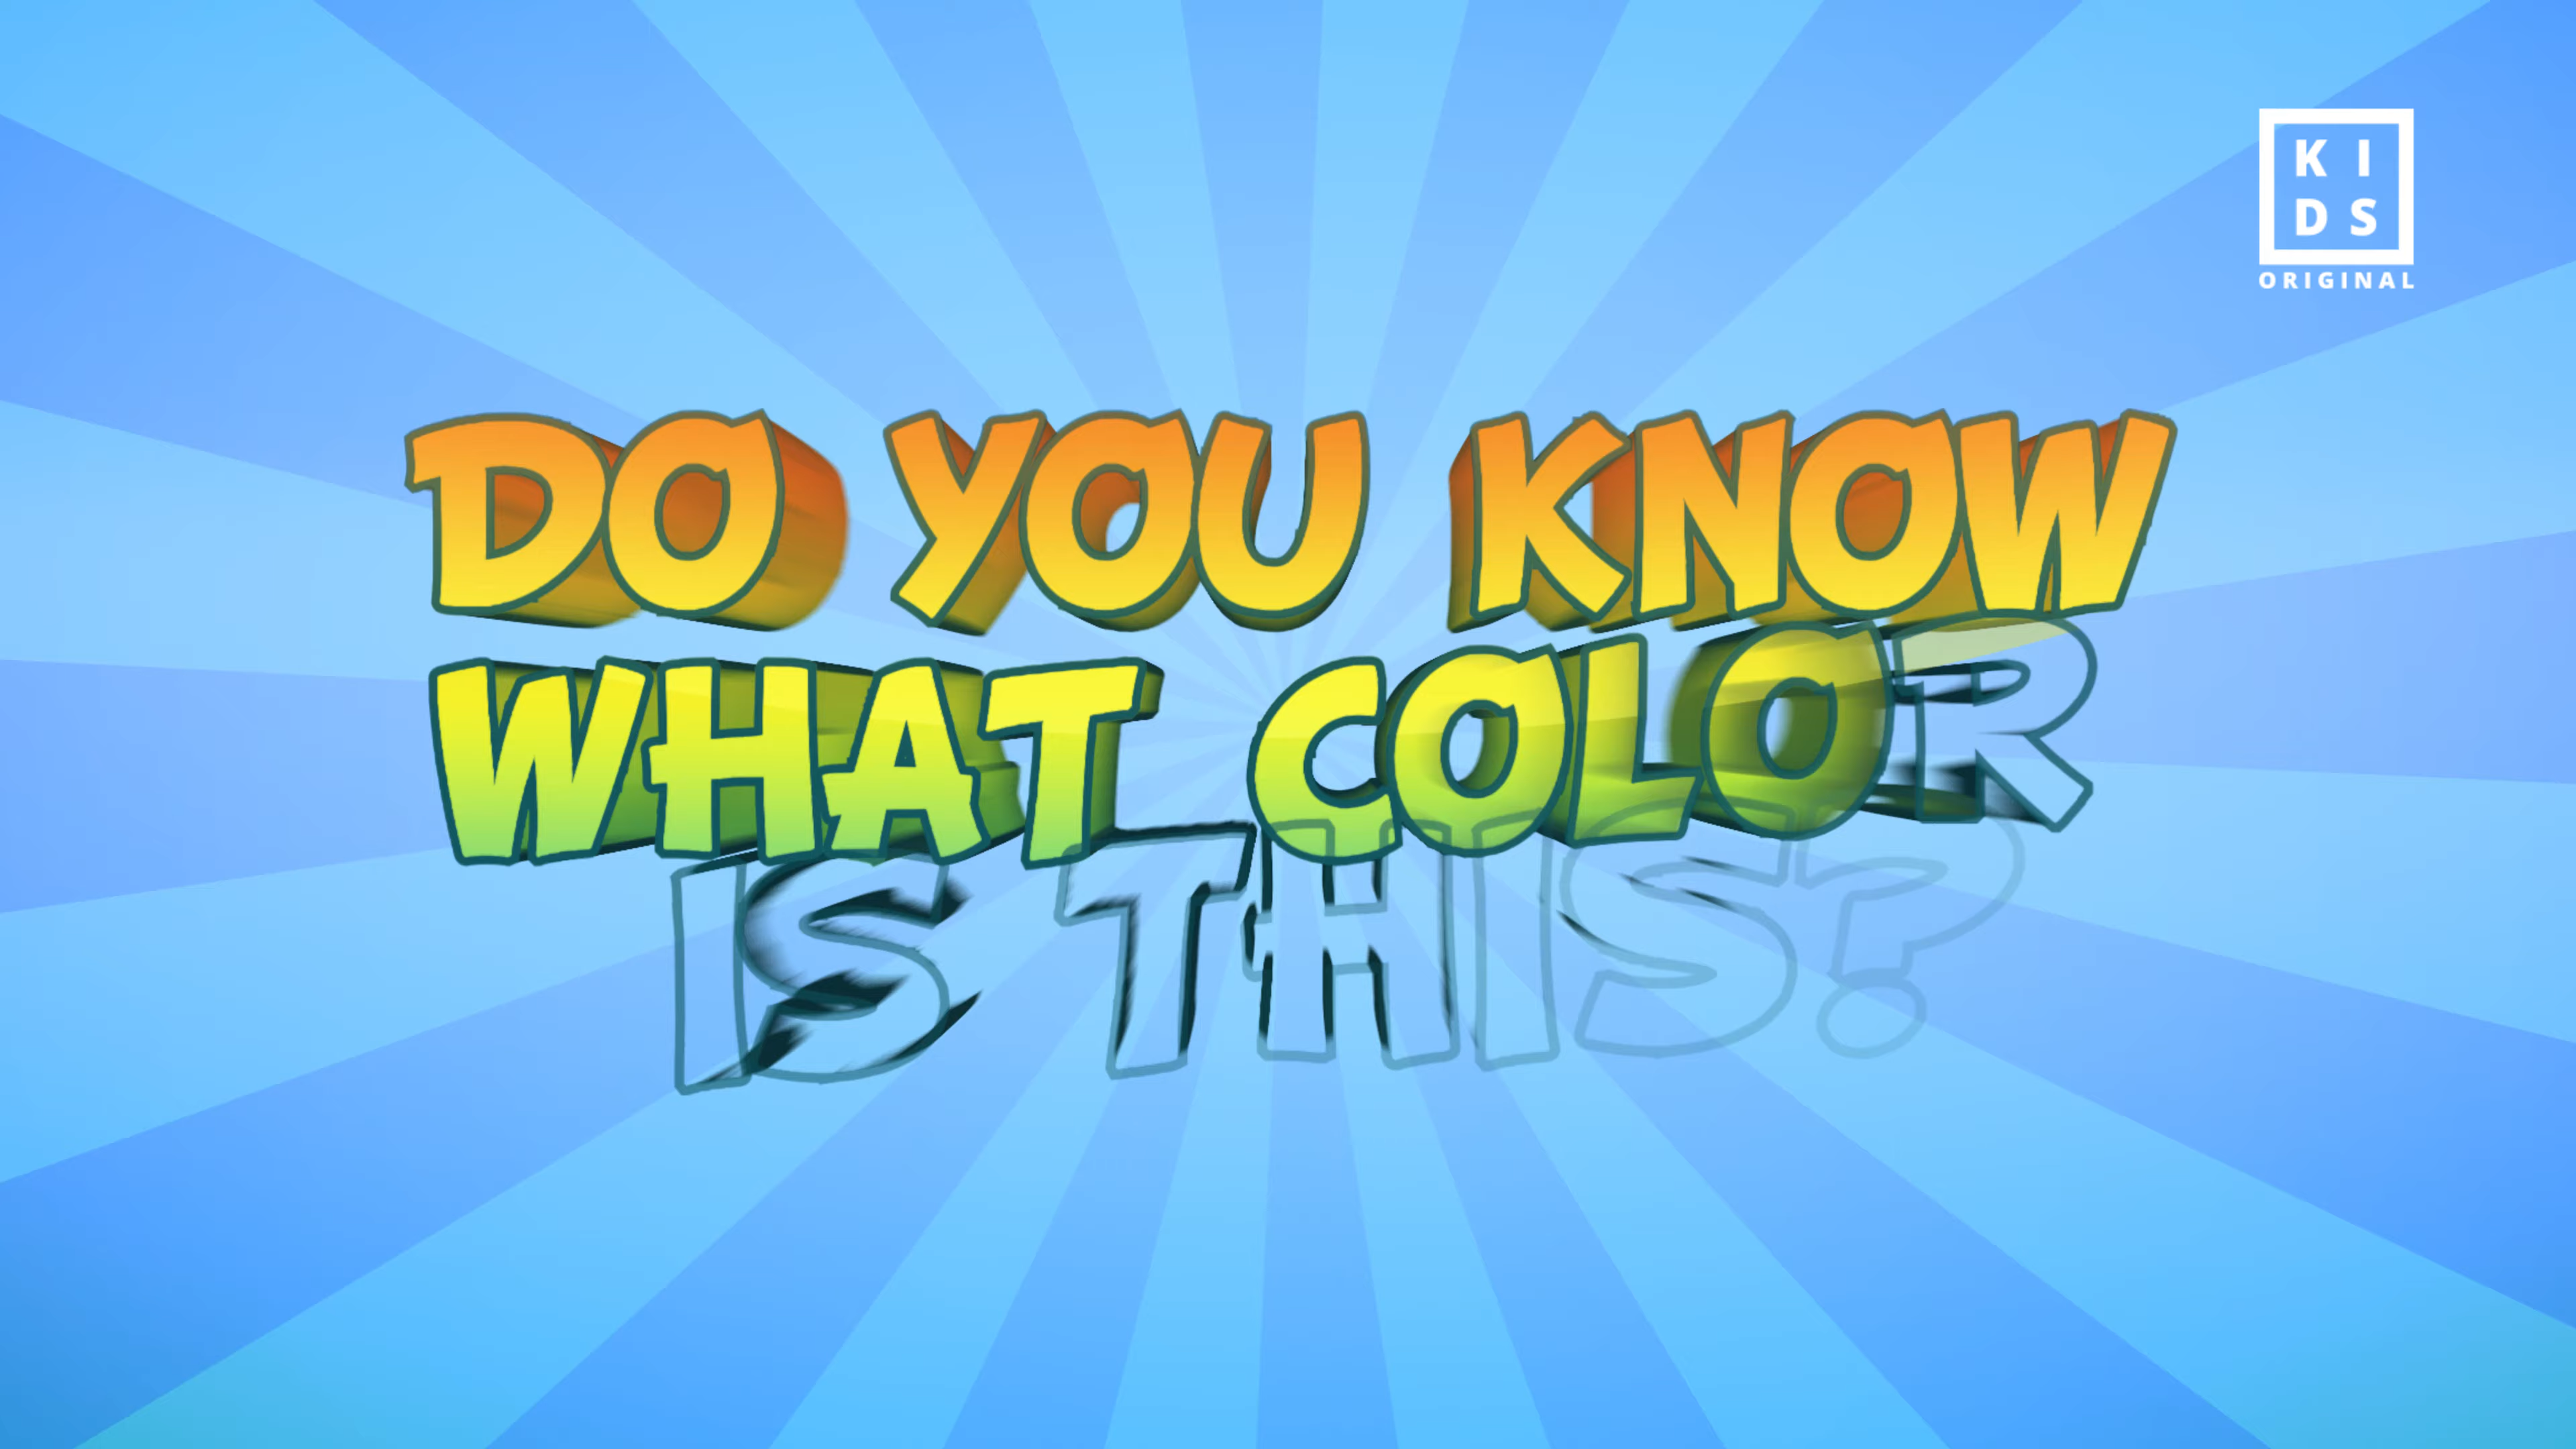 KI
DS
ORIGINAL
DO YOU KNOW
WHAT COLOR
IS THIS?